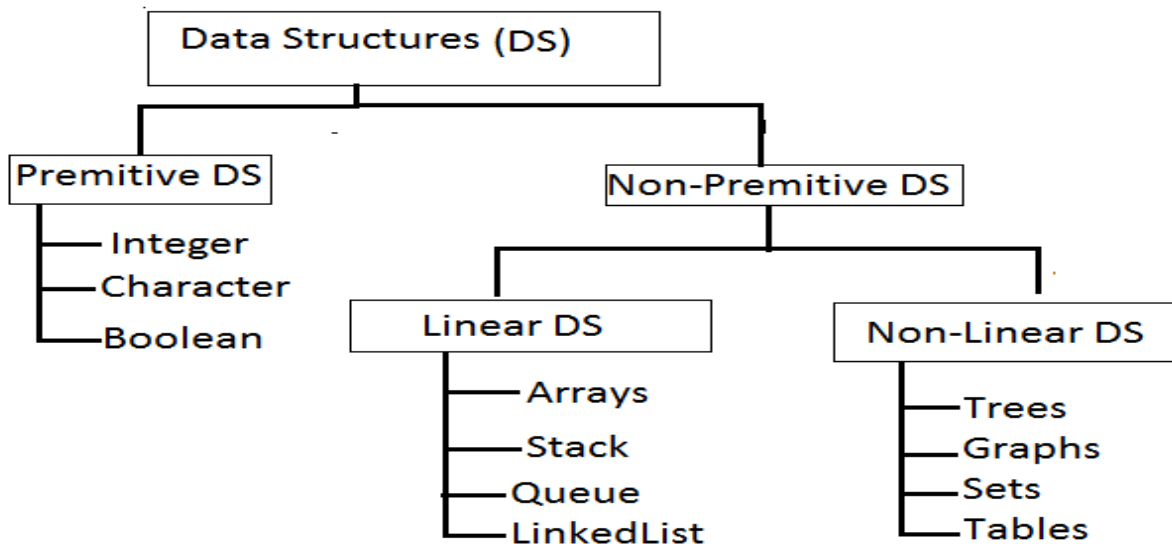 Data Structures (DS)
Premitive DS
Integer
Character
Boolean
Non-Premitive DS
Linear DS
Arrays
Stack
Queue
LinkedList
Non-Linear DS
Trees
Graphs
Sets
Tables